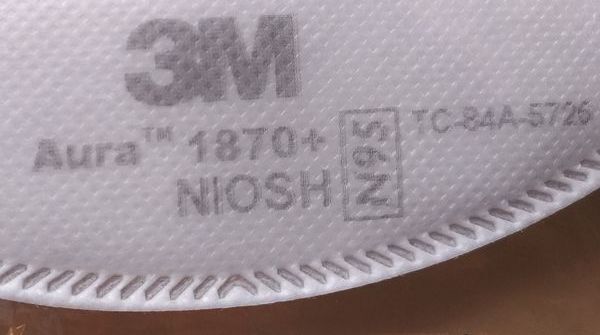 3M
Aura™ 1870+
NIOSH
N95
TC-84A-5726